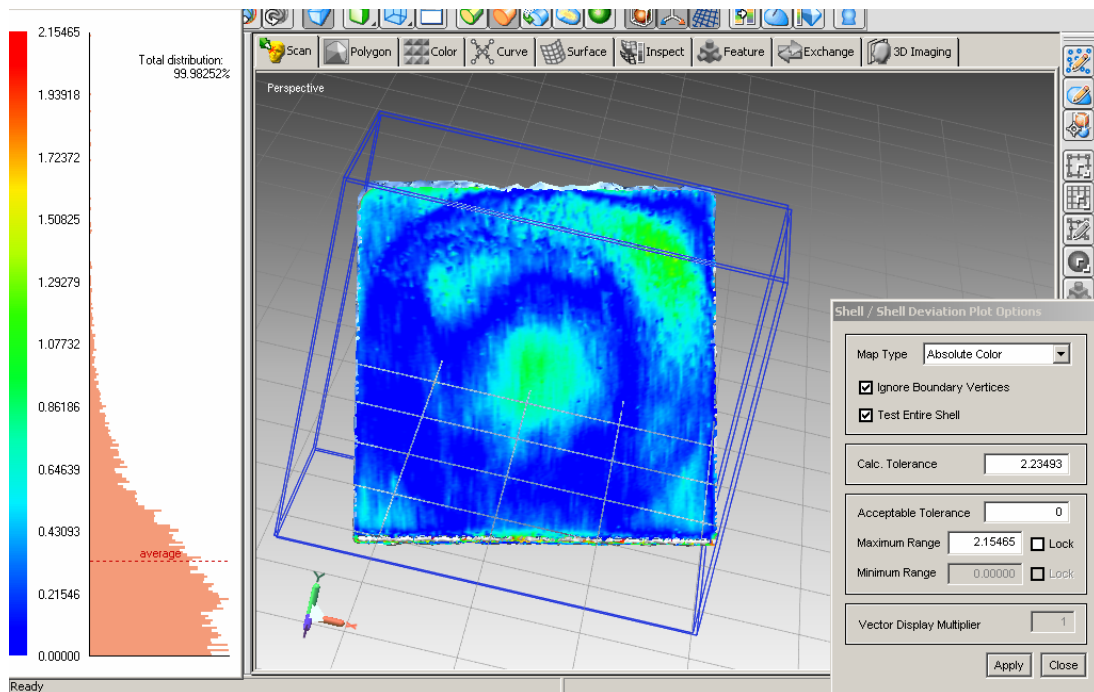 2.15465
Total distribution:
99.98252%
1.93918
1.72372
1.50825
1.29279
1.07732
0.86186
0.64639
0.43093
average
0.21546
0.00000
Ready
Scan Polygon Color Curve Surface Inspect Feature Exchange 3D Imaging
Perspective
Y
X
Shell / Shell Deviation Plot Options
Map Type Absolute Color
Ignore Boundary Vertices
Test Entire Shell
Calc. Tolerance 2.23493
Acceptable Tolerance 0
Maximum Range 2.15465 Lock
Minimum Range 0.00000 Lock
Vector Display Multiplier 1
Apply Close